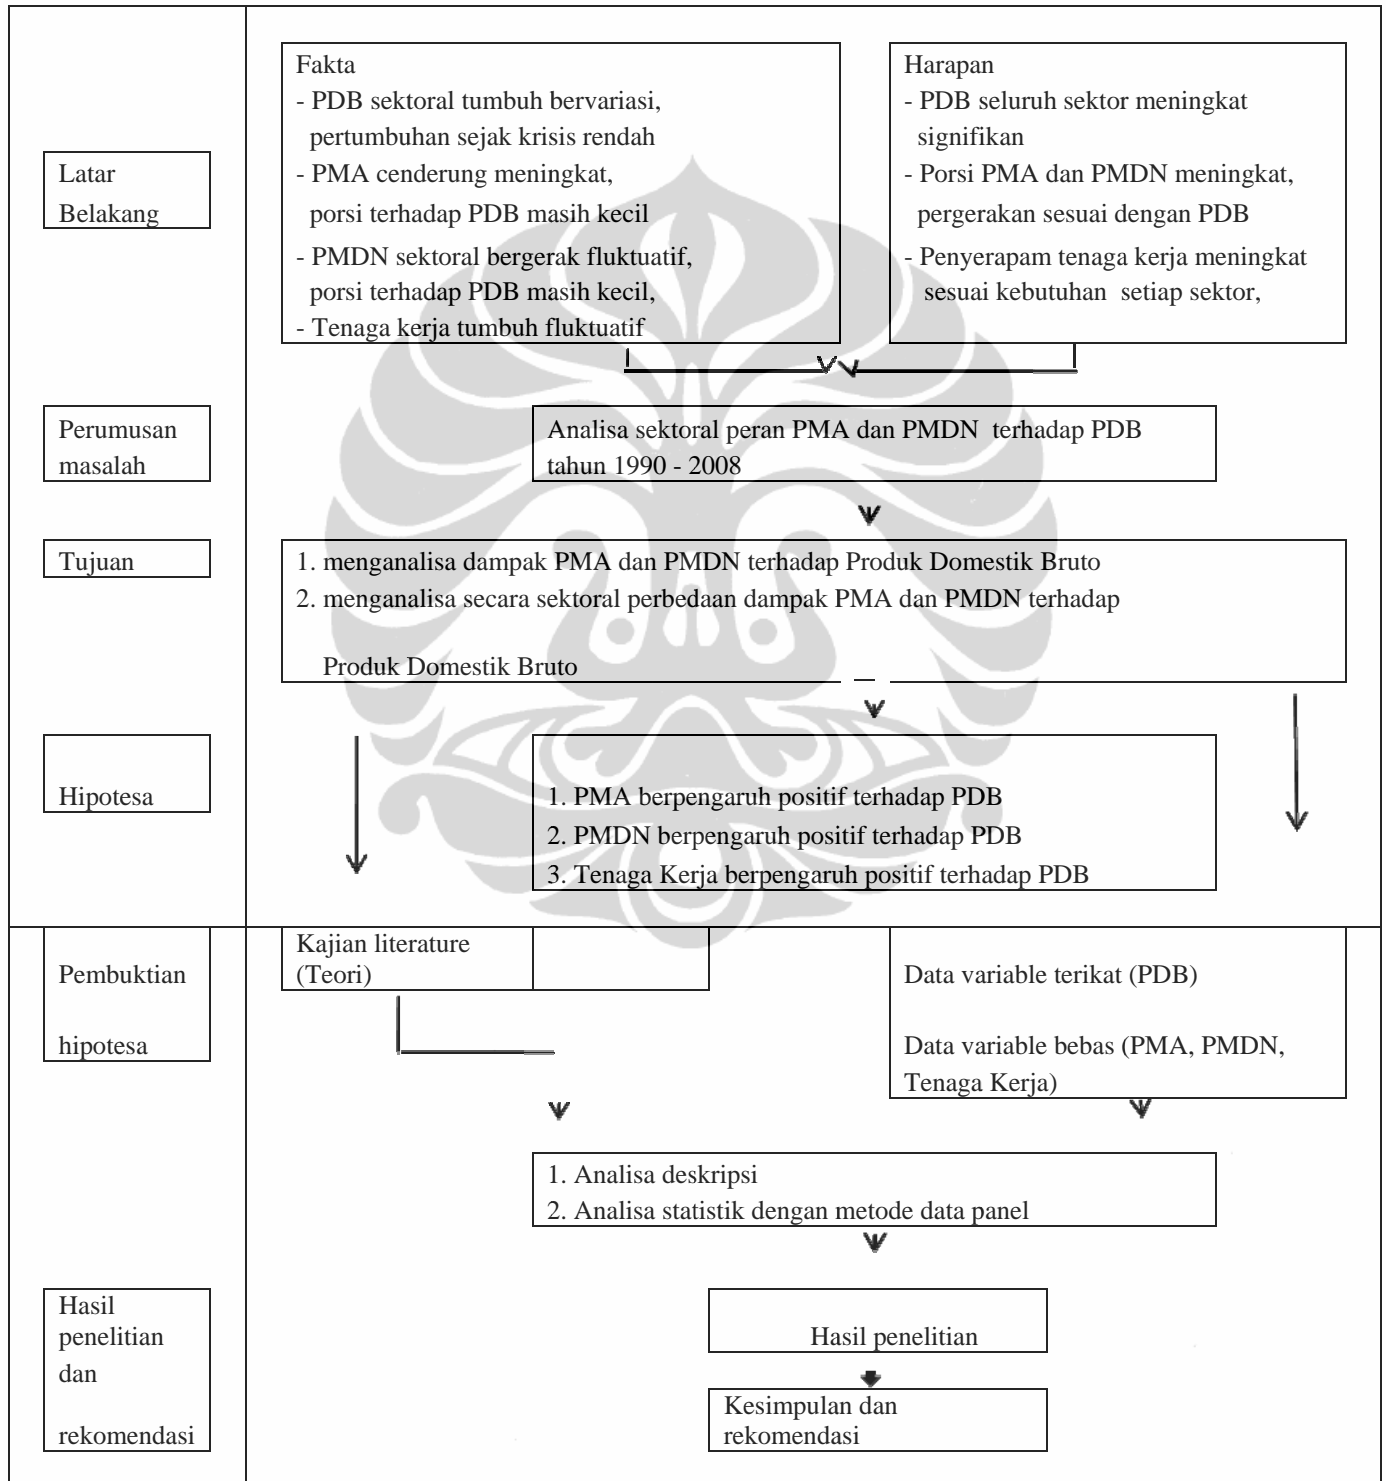 Latar
Belakang
Fakta
- PDB sektoral tumbuh bervariasi,
pertumbuhan sejak krisis rendah
- PMA cenderung meningkat,
porsi terhadap PDB masih kecil
- PMDN sektoral bergerak fluktuatif,
porsi terhadap PDB masih kecil,
- Tenaga kerja tumbuh fluktuatif
Harapan
- PDB seluruh sektor meningkat
signifikan
- Porsi PMA dan PMDN meningkat,
pergerakan sesuai dengan PDB
- Penyerapam tenaga kerja meningkat
sesuai kebutuhan setiap sektor,
Perumusan
masalah
Analisa sektoral peran PMA dan PMDN terhadap PDB
tahun 1990 - 2008
Tujuan
1. menganalisa dampak PMA dan PMDN terhadap Produk Domestik Bruto
2. menganalisa secara sektoral perbedaan dampak PMA dan PMDN terhadap
Produk Domestik Bruto
Hipotesa
1. PMA berpengaruh positif terhadap PDB
2. PMDN berpengaruh positif terhadap PDB
3. Tenaga Kerja berpengaruh positif terhadap PDB
Pembuktian
hipotesa
Kajian literature
(Teori)
Data variable terikat (PDB)
Data variable bebas (PMA, PMDN,
Tenaga Kerja)
1. Analisa deskripsi
2. Analisa statistik dengan metode data panel
Hasil
penelitian
dan
rekomendasi
Hasil penelitian
Kesimpulan dan
rekomendasi